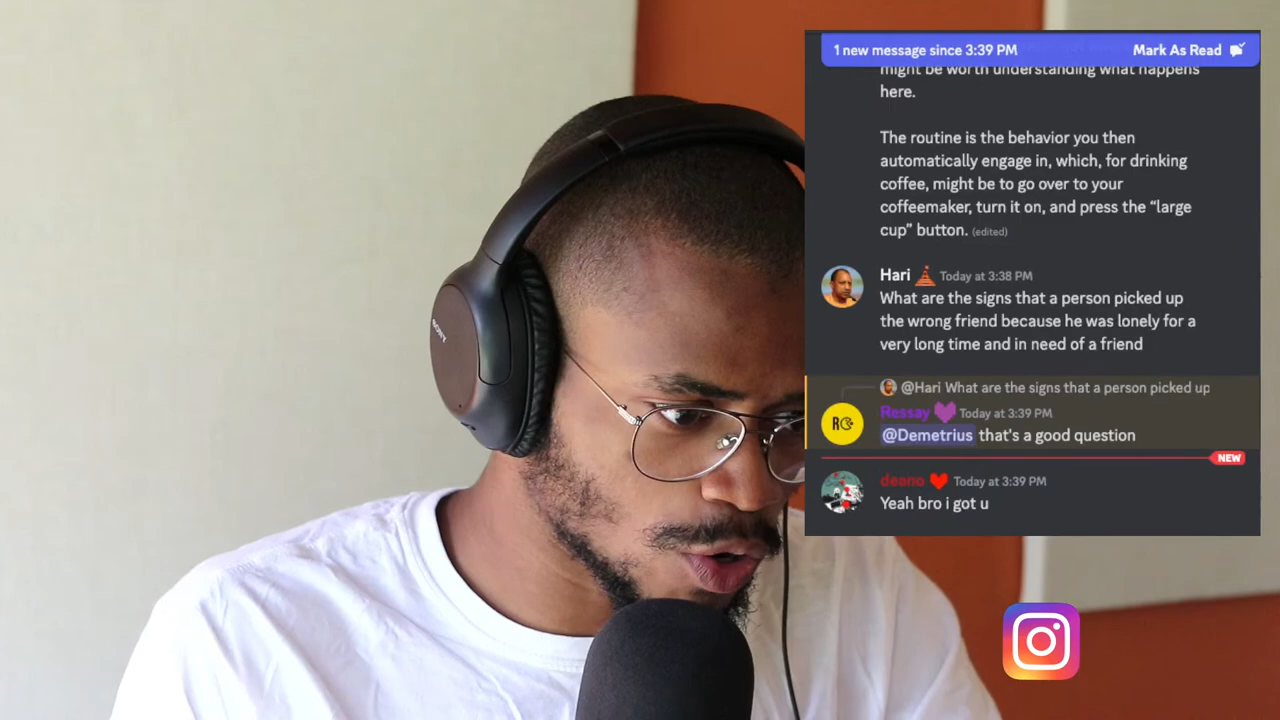 1 new message since 3:39 PM Mark As Read
might be worth understanding what happens
here.
The routine is the behavior you then
automatically engage in, which, for drinking
coffee, might be to go over to your
coffeemaker, turn it on, and press the “large
cup” button. (edited)
Hari Today at 3:38 PM
What are the signs that a person picked up
the wrong friend because he was lonely for a
very long time and in need of a friend
@Hari What are the signs that a person picked up
Ressay Today at 3:39 PM
@Demetrius that's a good question
NEW
deano Today at 3:39 PM
Yeah bro i got u
SONY